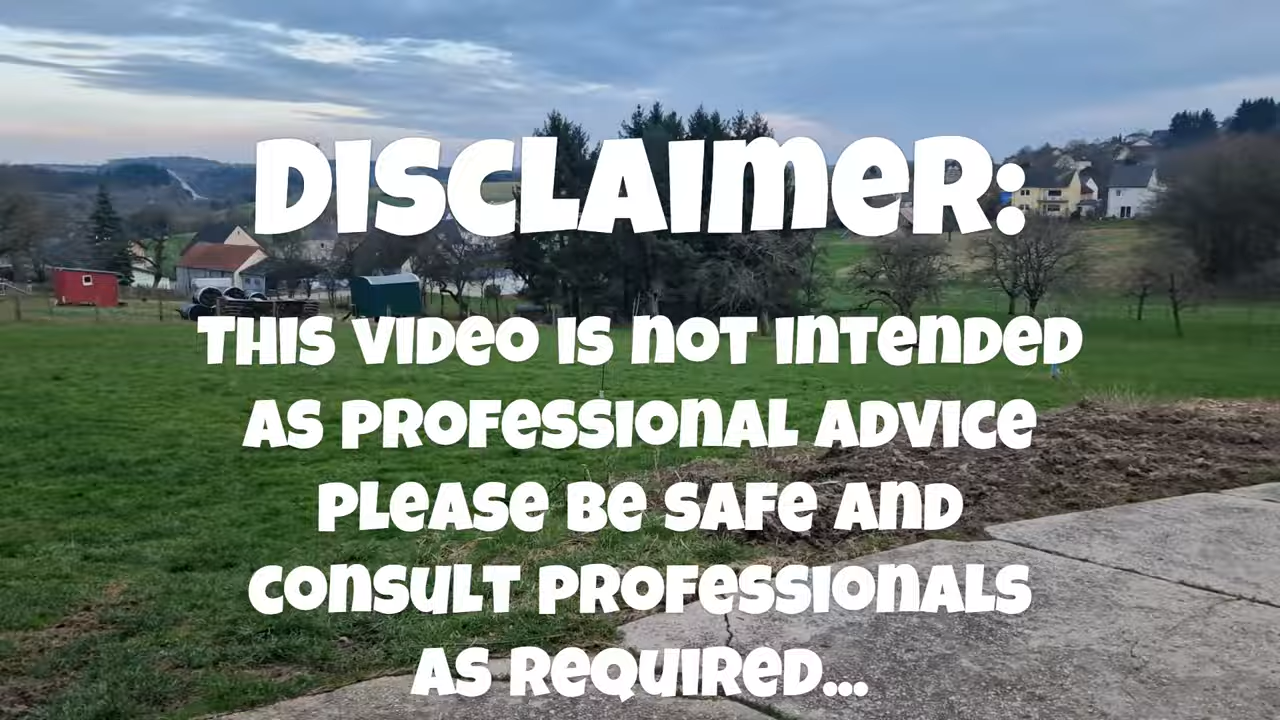 DISCLAIMER:
THIS VIDEO IS NOT INTENDED
AS PROFESSIONAL ADVICE
PLEASE BE SAFE AND
CONSULT PROFESSIONALS
AS REQUIRED...